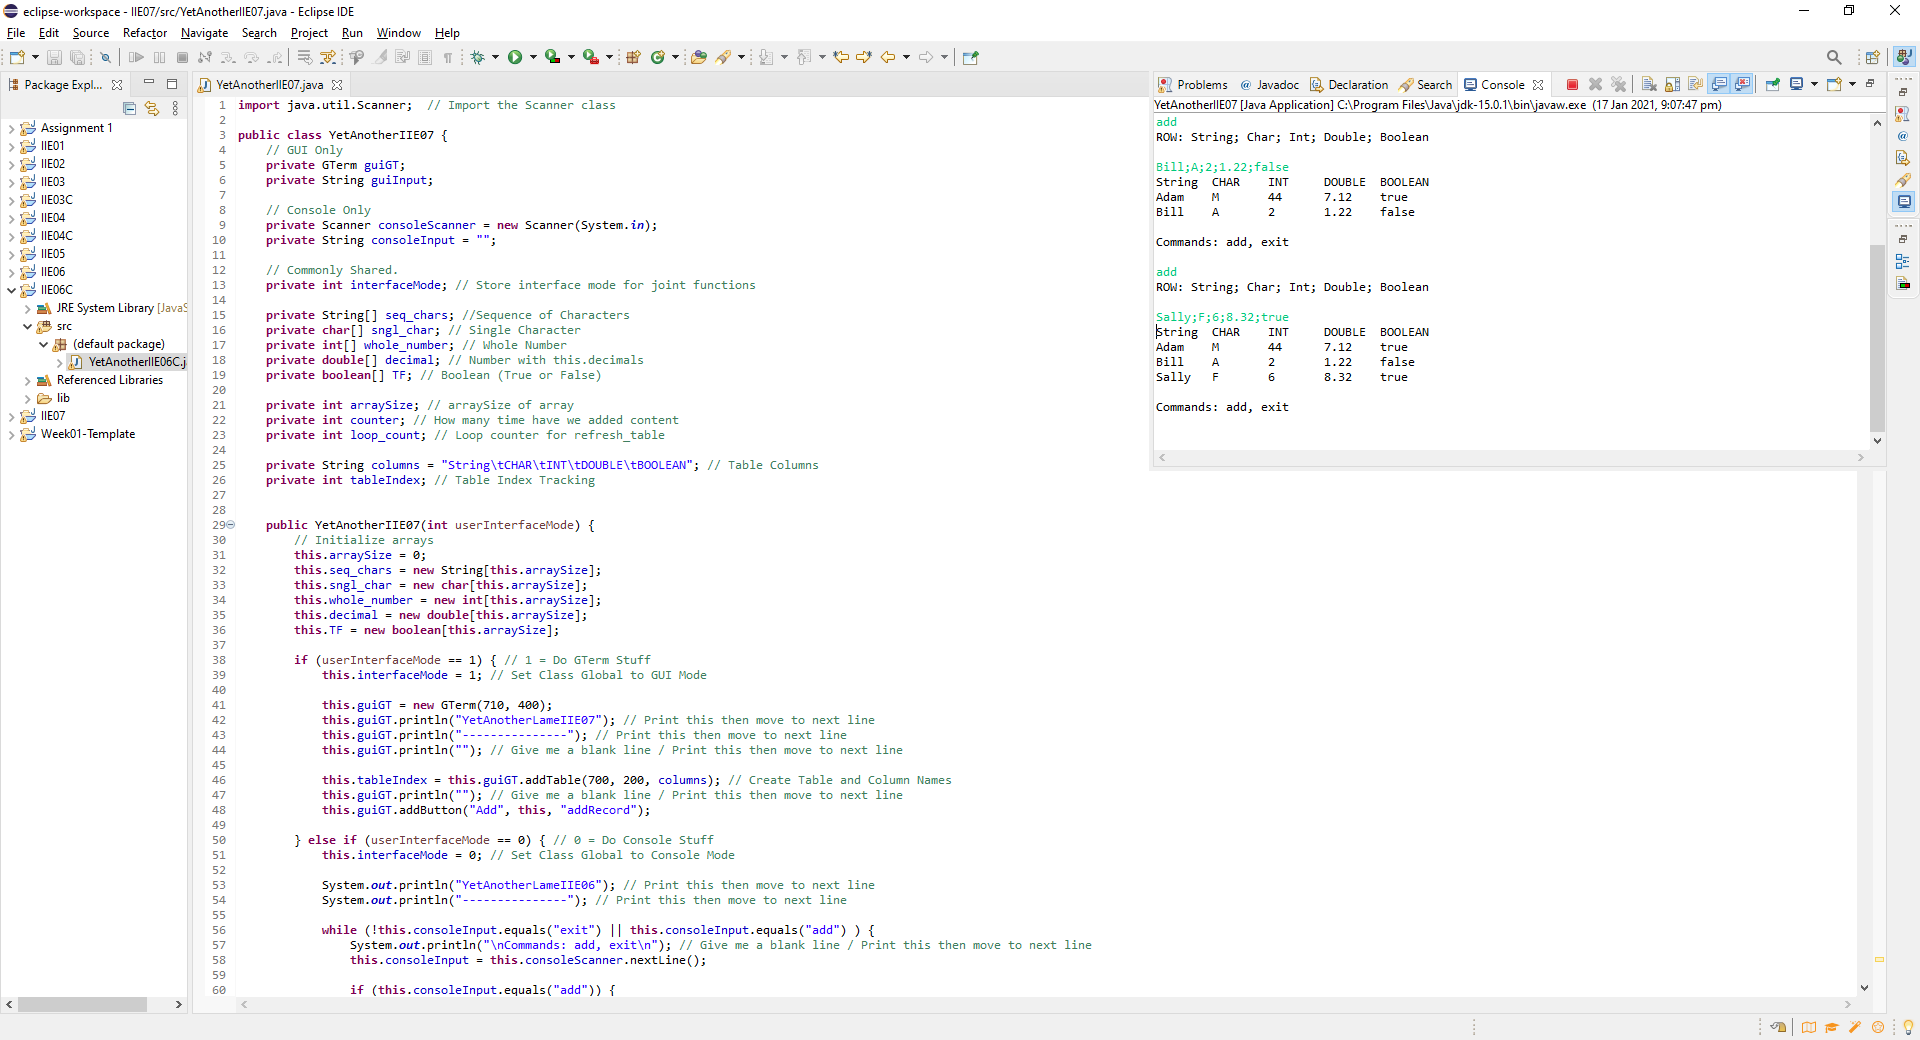 eclipse-workspace - IIE07/src/YetAnotherIIE07.java - Eclipse IDE
File Edit Source Refactor Navigate Search Project Run Window Help
Package Expl...
Assignment 1
IIE01
IIE02
IIE03
IIE03C
IIE04
IIE04C
IIE05
IIE06
IIE06C
JRE System Library [JavaS
src
(default package)
YetAnotherIIE06C.j
Referenced Libraries
lib
IIE07
Week01-Template
YetAnotherIIE07.java
1 import java.util.Scanner;  // Import the Scanner class
2
3 public class YetAnotherIIE07 {
4     // GUI Only
5     private GTerm guiGT;
6     private String guiInput;
7
8     // Console Only
9     private Scanner consoleScanner = new Scanner(System.in);
10     private String consoleInput = "";
11
12     // Commonly Shared.
13     private int interfaceMode; // Store interface mode for joint functions
14
15     private String[] seq_chars; //Sequence of Characters
16     private char[] sngl_char; // Single Character
17     private int[] whole_number; // Whole Number
18     private double[] decimal; // Number with this.decimals
19     private boolean[] TF; // Boolean (True or False)
20
21     private int arraySize; // arraySize of array
22     private int counter; // How many time have we added content
23     private int loop_count; // Loop counter for refresh_table
24
25     private String columns = "String\tCHAR\tINT\tDOUBLE\tBOOLEAN"; // Table Columns
26     private int tableIndex; // Table Index Tracking
27
28
29     public YetAnotherIIE07(int userInterfaceMode) {
30         // Initialize arrays
31         this.arraySize = 0;
32         this.seq_chars = new String[this.arraySize];
33         this.sngl_char = new char[this.arraySize];
34         this.whole_number = new int[this.arraySize];
35         this.decimal = new double[this.arraySize];
36         this.TF = new boolean[this.arraySize];
37
38         if (userInterfaceMode == 1) { // 1 = Do GTerm Stuff
39             this.interfaceMode = 1; // Set Class Global to GUI Mode
40
41             this.guiGT = new GTerm(710, 400);
42             this.guiGT.println("YetAnotherLameIIE07"); // Print this then move to next line
43             this.guiGT.println("---------------"); // Print this then move to next line
44             this.guiGT.println(""); // Give me a blank line / Print this then move to next line
45
46             this.tableIndex = this.guiGT.addTable(700, 200, columns); // Create Table and Column Names
47             this.guiGT.println(""); // Give me a blank line / Print this then move to next line
48             this.guiGT.addButton("Add", this, "addRecord");
49
50         } else if (userInterfaceMode == 0) { // 0 = Do Console Stuff
51             this.interfaceMode = 0; // Set Class Global to Console Mode
52
53             System.out.println("YetAnotherLameIIE06"); // Print this then move to next line
54             System.out.println("---------------"); // Print this then move to next line
55
56             while (!this.consoleInput.equals("exit") || this.consoleInput.equals("add") ) {
57                 System.out.println("\nCommands: add, exit\n"); // Give me a blank line / Print this then move to next line
58                 this.consoleInput = this.consoleScanner.nextLine();
59
60                 if (this.consoleInput.equals("add")) {
Problems Javadoc Declaration Search Console
YetAnotherIIE07 [Java Application] C:\Program Files\Java\jdk-15.0.1\bin\javaw.exe  (17 Jan 2021, 9:07:47 pm)
add
ROW: String; Char; Int; Double; Boolean
Bill;A;2;1.22;false
String  CHAR    INT     DOUBLE  BOOLEAN
Adam    M       44      7.12    true
Bill    A       2       1.22    false
Commands: add, exit
add
ROW: String; Char; Int; Double; Boolean
Sally;F;6;8.32;true
String  CHAR    INT     DOUBLE  BOOLEAN
Adam    M       44      7.12    true
Bill    A       2       1.22    false
Sally   F       6       8.32    true
Commands: add, exit